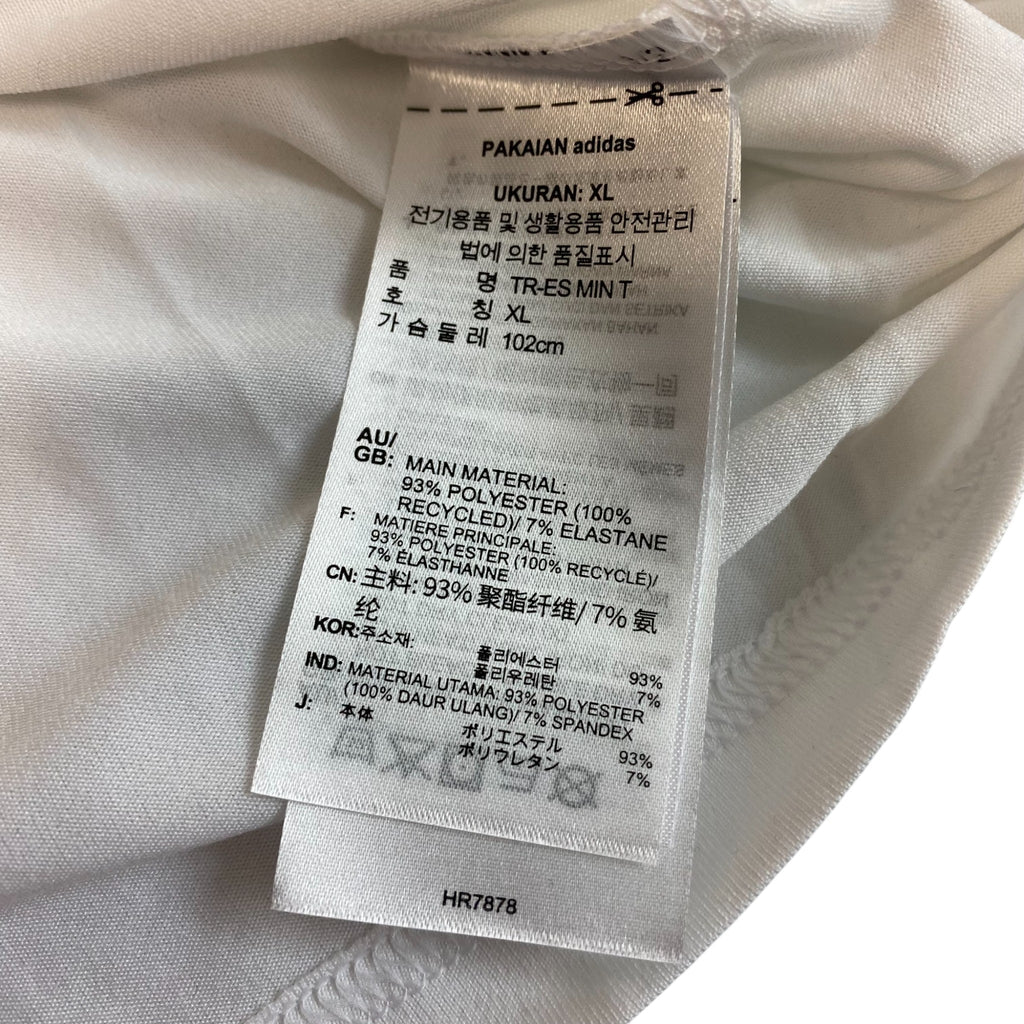 PAKAIAN adidas
UKURAN: XL
전기용품 및 생활용품 안전관리
법에 의한 품질표시
품 명 TR-ES MIN T
호 칭 XL
가 슴 둘 레 102cm
AU/
GB: MAIN MATERIAL:
93% POLYESTER (100%
RECYCLED)/ 7% ELASTANE
F: MATIERE PRINCIPALE:
93% POLYESTER (100% RECYCLÉ)/
7% ÉLASTHANNE
CN: 主料: 93% 聚酯纤维/ 7% 氨
纶
KOR:주소재: 폴리에스터 93%
폴리우레탄 7%
IND: MATERIAL UTAMA: 93% POLYESTER
(100% DAUR ULANG)/ 7% SPANDEX
J: 本体 ポリエステル 93%
ポリウレタン 7%
HR7878